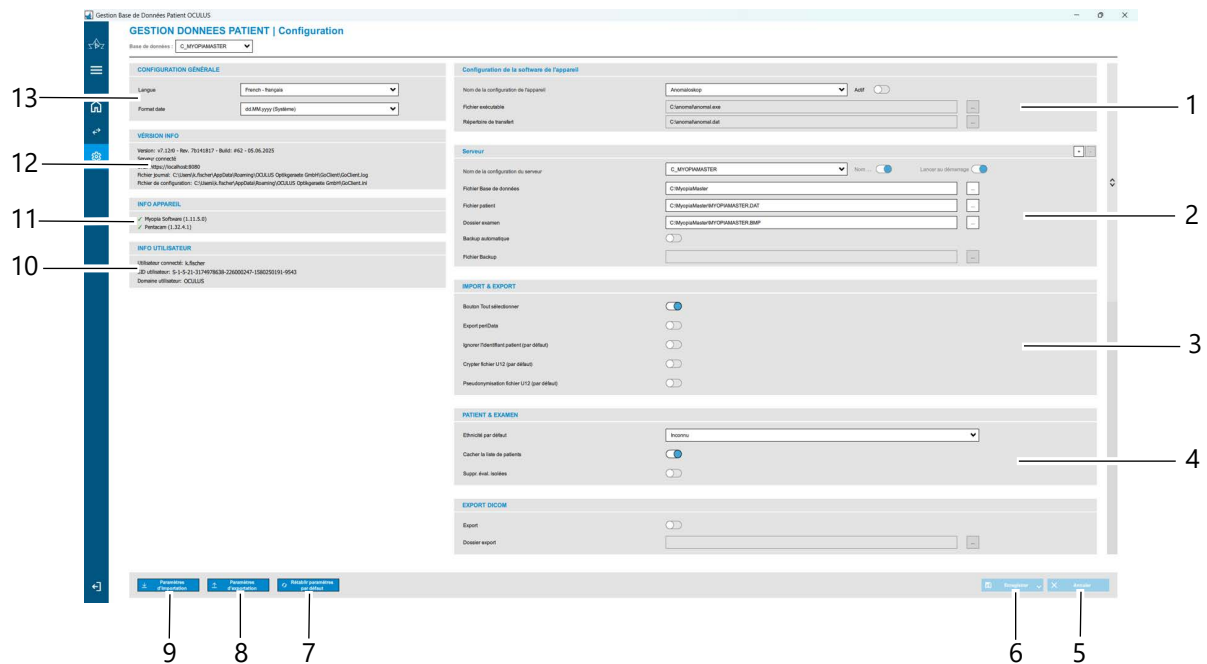 Gestion Base de Données Patient OCULUS
GESTION DONNEES PATIENT | Configuration
Base de données : C_MYOPIAMASTER
CONFIGURATION GÉNÉRALE
Langue French - français
Format date dd.MM.yyyy (Système)
VÉRSION INFO
Version: v7.12r0 - Rev. 7b141817 - Build: #62 - 05.06.2025
Serveur connecté
https://localhost:8080
Fichier journal: C:\Users\k.fischer\AppData\Roaming\OCULUS Optikgeraete GmbH\GoClient\GoClient.log
Fichier de configuration: C:\Users\k.fischer\AppData\Roaming\OCULUS Optikgeraete GmbH\GoClient\GoClient.ini
INFO APPAREIL
✓ Myopia Software (1.11.5.0)
✓ Pentacam (1.32.4.1)
INFO UTILISATEUR
Utilisateur connecté: k.fischer
UID utilisateur: S-1-5-21-3174978638-226000247-1580250191-9543
Domaine utilisateur: OCULUS
Configuration de la software de l'appareil
Nom de la configuration de l'appareil Anomaloskop Actif
Fichier exécutable C:\anomal\anomal.exe ...
Répertoire de transfert C:\anomal\anomal.dat ...
Serveur + -
Nom de la configuration du serveur C_MYOPIAMASTER Nom ... Lancer au démarrage
Fichier Base de données C:\MyopiaMaster ...
Fichier patient C:\MyopiaMaster\MYOPIAMASTER.DAT ...
Dossier examen C:\MyopiaMaster\MYOPIAMASTER.BMP ...
Backup automatique
Fichier Backup ...
IMPORT & EXPORT
Bouton Tout sélectionner
Export periData
Ignorer l'identifiant patient (par défaut)
Crypter fichier U12 (par défaut)
Pseudonymisation fichier U12 (par défaut)
PATIENT & EXAMEN
Ethnicité par défaut Inconnu
Cacher la liste de patients
Suppr. éval. isolées
EXPORT DICOM
Export
Dossier export ...
Paramètres d'importation
Paramètres d'exportation
Rétablir paramètres par défaut
Enregistrer
Annuler
1
2
3
4
5
6
7
8
9
10
11
12
13